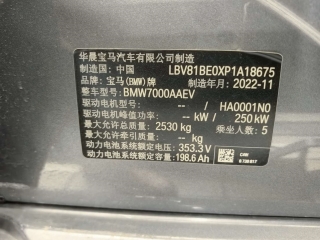 华晨宝马汽车有限公司制造
制造国：中国 LBV81BE0XP1A18675
品牌：宝马(BMW)牌 制造年月：2022-11
整车型号：BMW7000AAEV
驱动电机型号： -- / HA0001N0
驱动电机峰值功率： -- kW / 250 kW
最大允许总质量：2530 kg 乘坐人数：5
最大设计装载质量： -- kg
动力电池系统额定电压：353.3 V
动力电池系统额定容量：198.6 Ah